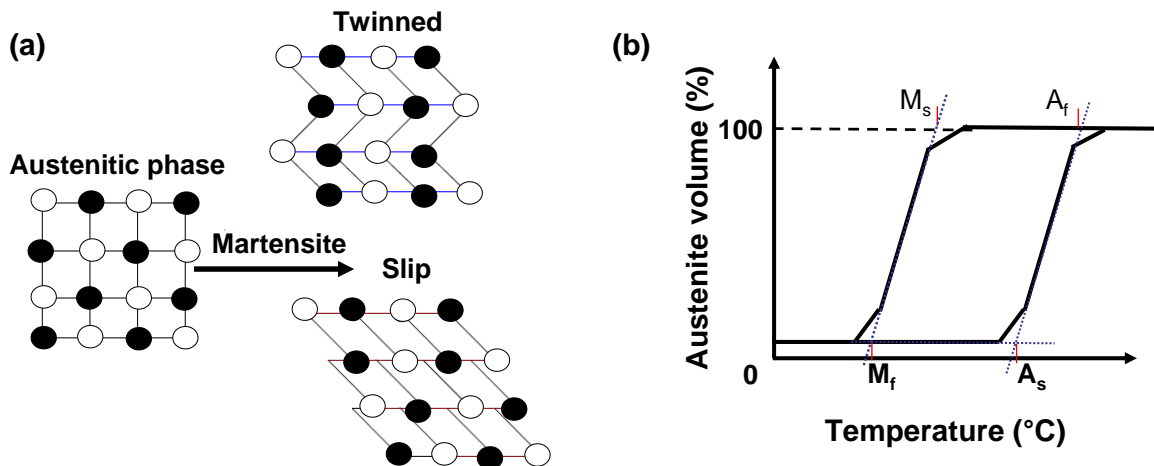 (a)
Twinned
Austenitic phase
Martensite
Slip
(b)
Austenite volume (%)
100
0
Ms
Af
Mf
As
Temperature (°C)